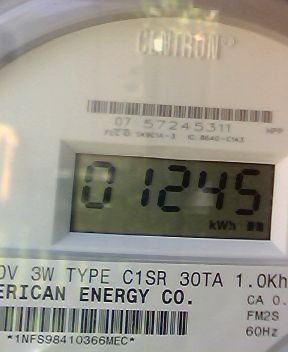 CENTRON®
07 57245311
01245
kWh
0V 3W TYPE C1SR 30TA 1.0Kh
ERICAN ENERGY CO.
CA 0.
FM2S
60Hz
*1NFS98410366MEC*